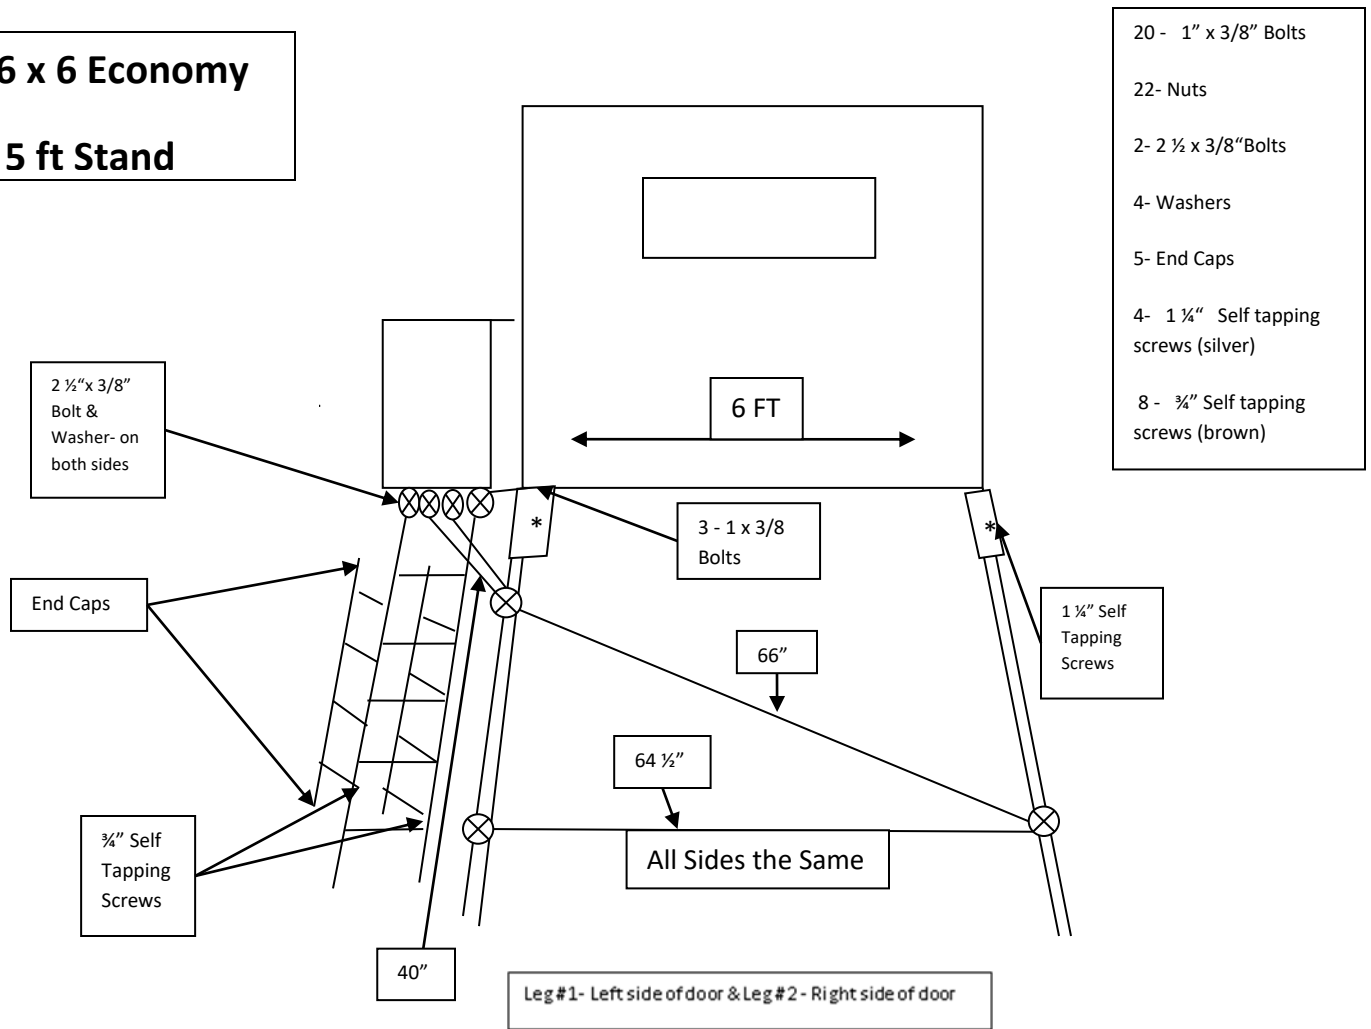 6 x 6 Economy
5 ft Stand
20 - 1” x 3/8” Bolts
22- Nuts
2- 2 ½ x 3/8“Bolts
4- Washers
5- End Caps
4- 1 ¼“ Self tapping
screws (silver)
8 - ¾” Self tapping
screws (brown)
2 ½“x 3/8”
Bolt &
Washer- on
both sides
6 FT
*
*
3 - 1 x 3/8
Bolts
End Caps
1 ¼” Self
Tapping
Screws
66”
64 ½”
All Sides the Same
¾” Self
Tapping
Screws
40”
Leg#1- Left side of door & Leg#2 - Right side of door